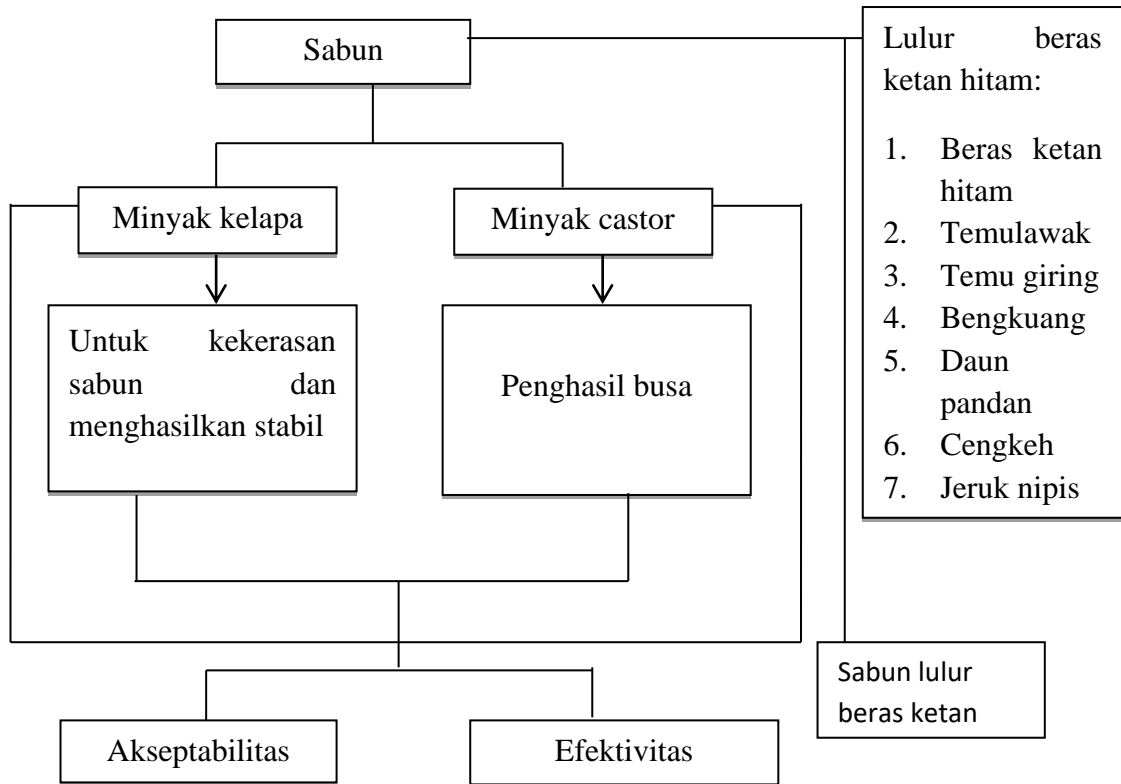 Sabun
Lulur beras
ketan hitam:
1. Beras ketan
hitam
2. Temulawak
3. Temu giring
4. Bengkuang
5. Daun
pandan
6. Cengkeh
7. Jeruk nipis
Minyak kelapa
Minyak castor
Untuk kekerasan
sabun dan
menghasilkan stabil
Penghasil busa
Sabun lulur
beras ketan
Akseptabilitas
Efektivitas